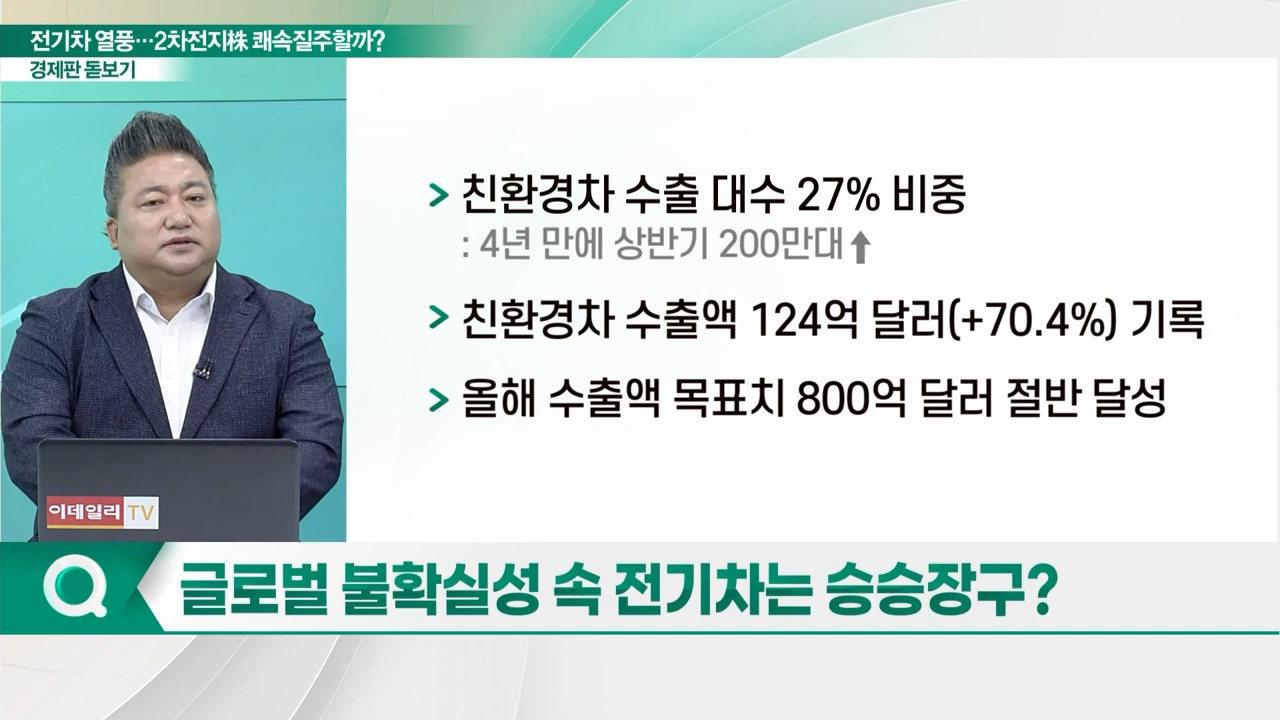 전기차 열풍…2차전지株 쾌속질주할까?
경제판 돋보기
> 친환경차 수출 대수 27% 비중
: 4년 만에 상반기 200만대⬆
> 친환경차 수출액 124억 달러(+70.4%) 기록
> 올해 수출액 목표치 800억 달러 절반 달성
이데일리 TV
Q 글로벌 불확실성 속 전기차는 승승장구?